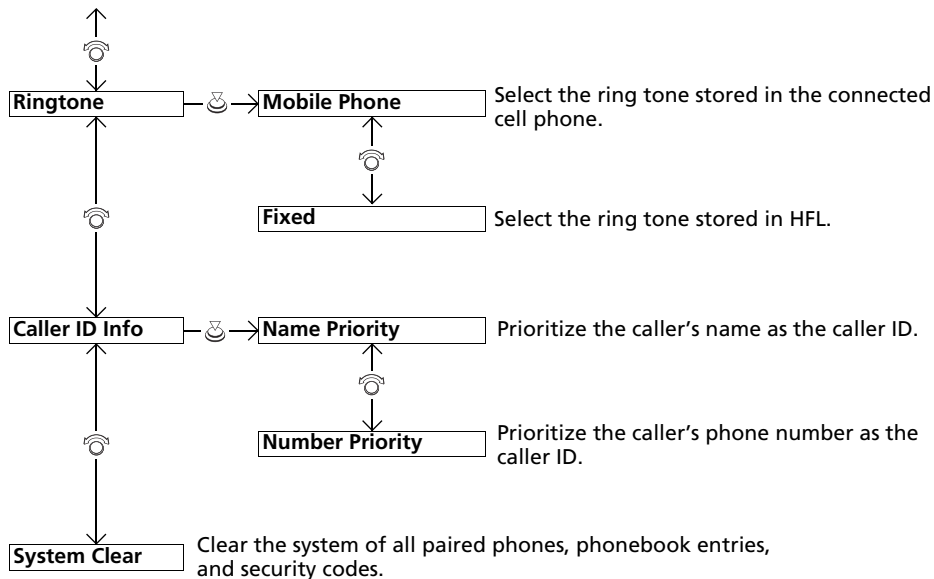 Ringtone
Mobile Phone
Select the ring tone stored in the connected
cell phone.
Fixed
Select the ring tone stored in HFL.
Caller ID Info
Name Priority
Prioritize the caller’s name as the caller ID.
Number Priority
Prioritize the caller’s phone number as the
caller ID.
System Clear
Clear the system of all paired phones, phonebook entries,
and security codes.